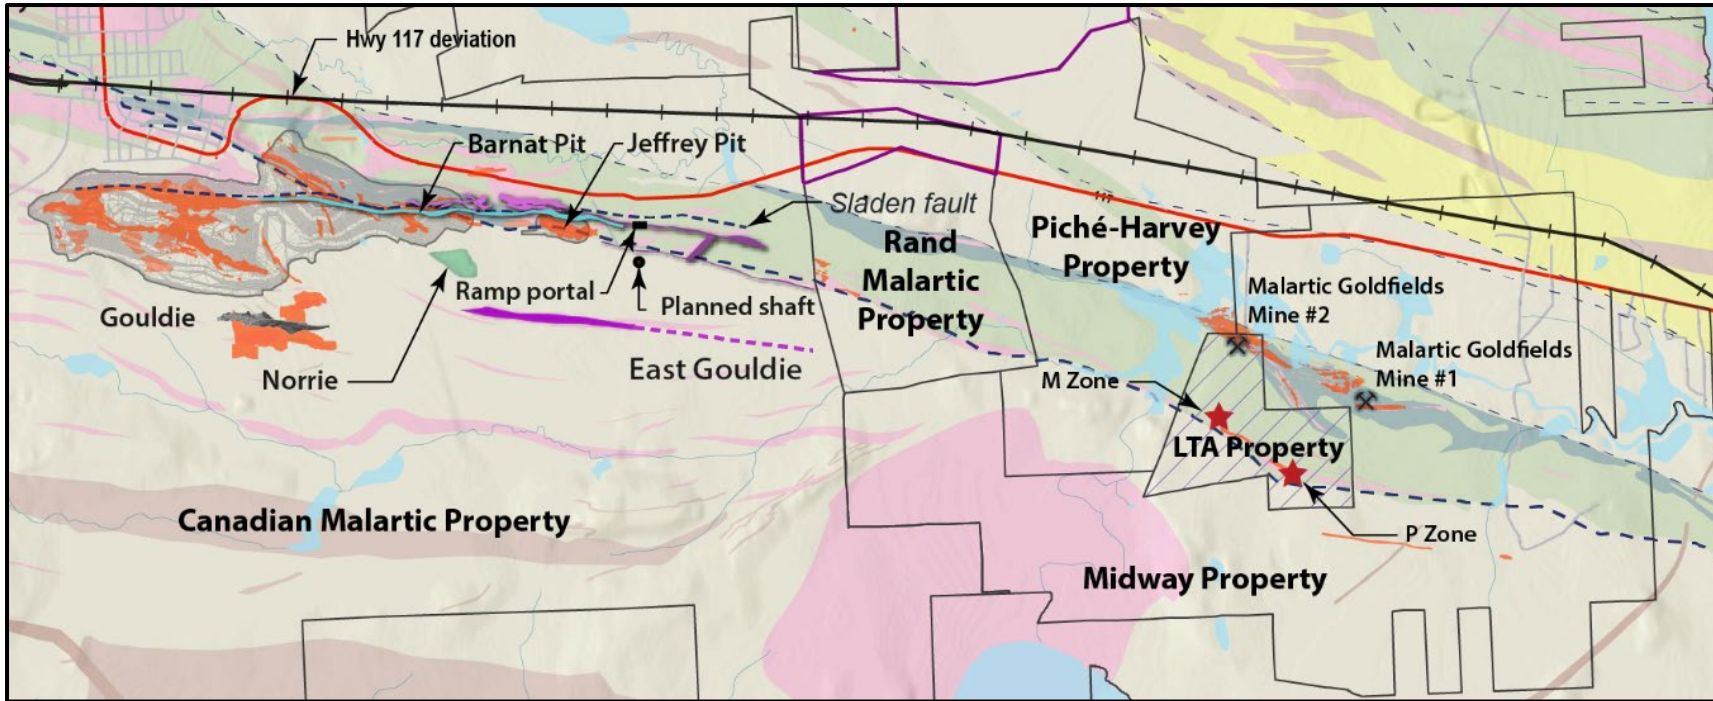 Hwy 117 deviation
Barnat Pit
Jeffrey Pit
Sladen fault
Rand
Malartic
Property
Piché-Harvey
Property
Malartic Goldfields
Mine #2
Ramp portal
Planned shaft
Gouldie
Norrie
East Gouldie
Malartic Goldfields
Mine #1
M Zone
LTA Property
Canadian Malartic Property
P Zone
Midway Property